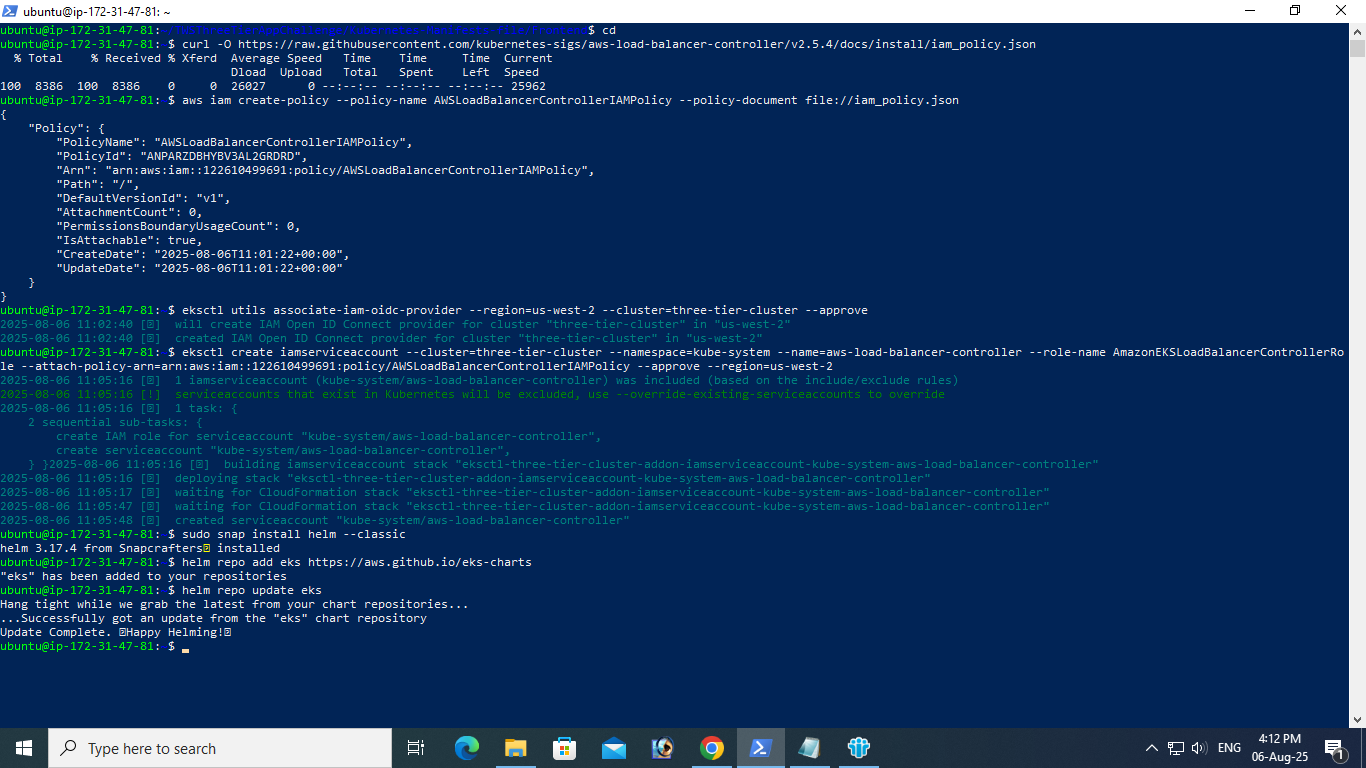 ubuntu@ip-172-31-47-81: ~
ubuntu@ip-172-31-47-81:~/TWSThreeTierAppChallenge/Kubernetes-Manifests-file/Frontend$ cd
ubuntu@ip-172-31-47-81:~$ curl -O https://raw.githubusercontent.com/kubernetes-sigs/aws-load-balancer-controller/v2.5.4/docs/install/iam_policy.json
  % Total    % Received % Xferd  Average Speed   Time    Time     Time  Current
                                 Dload  Upload   Total   Spent    Left  Speed
100  8386  100  8386    0     0  26027      0 --:--:-- --:--:-- --:--:-- 25962
ubuntu@ip-172-31-47-81:~$ aws iam create-policy --policy-name AWSLoadBalancerControllerIAMPolicy --policy-document file://iam_policy.json
{
    "Policy": {
        "PolicyName": "AWSLoadBalancerControllerIAMPolicy",
        "PolicyId": "ANPARZDBHYBV3AL2GRDRD",
        "Arn": "arn:aws:iam::122610499691:policy/AWSLoadBalancerControllerIAMPolicy",
        "Path": "/",
        "DefaultVersionId": "v1",
        "AttachmentCount": 0,
        "PermissionsBoundaryUsageCount": 0,
        "IsAttachable": true,
        "CreateDate": "2025-08-06T11:01:22+00:00",
        "UpdateDate": "2025-08-06T11:01:22+00:00"
    }
}
ubuntu@ip-172-31-47-81:~$ eksctl utils associate-iam-oidc-provider --region=us-west-2 --cluster=three-tier-cluster --approve
2025-08-06 11:02:40 [ ]  will create IAM Open ID Connect provider for cluster "three-tier-cluster" in "us-west-2"
2025-08-06 11:02:40 [ ]  created IAM Open ID Connect provider for cluster "three-tier-cluster" in "us-west-2"
ubuntu@ip-172-31-47-81:~$ eksctl create iamserviceaccount --cluster=three-tier-cluster --namespace=kube-system --name=aws-load-balancer-controller --role-name AmazonEKSLoadBalancerControllerRo
le --attach-policy-arn=arn:aws:iam::122610499691:policy/AWSLoadBalancerControllerIAMPolicy --approve --region=us-west-2
2025-08-06 11:05:16 [ ]  1 iamserviceaccount (kube-system/aws-load-balancer-controller) was included (based on the include/exclude rules)
2025-08-06 11:05:16 [!]  serviceaccounts that exist in Kubernetes will be excluded, use --override-existing-serviceaccounts to override
2025-08-06 11:05:16 [ ]  1 task: {
    2 sequential sub-tasks: {
        create IAM role for serviceaccount "kube-system/aws-load-balancer-controller",
        create serviceaccount "kube-system/aws-load-balancer-controller",
    } }2025-08-06 11:05:16 [ ]  building iamserviceaccount stack "eksctl-three-tier-cluster-addon-iamserviceaccount-kube-system-aws-load-balancer-controller"
2025-08-06 11:05:16 [ ]  deploying stack "eksctl-three-tier-cluster-addon-iamserviceaccount-kube-system-aws-load-balancer-controller"
2025-08-06 11:05:17 [ ]  waiting for CloudFormation stack "eksctl-three-tier-cluster-addon-iamserviceaccount-kube-system-aws-load-balancer-controller"
2025-08-06 11:05:47 [ ]  waiting for CloudFormation stack "eksctl-three-tier-cluster-addon-iamserviceaccount-kube-system-aws-load-balancer-controller"
2025-08-06 11:05:48 [ ]  created serviceaccount "kube-system/aws-load-balancer-controller"
ubuntu@ip-172-31-47-81:~$ sudo snap install helm --classic
helm 3.17.4 from Snapcrafters installed
ubuntu@ip-172-31-47-81:~$ helm repo add eks https://aws.github.io/eks-charts
"eks" has been added to your repositories
ubuntu@ip-172-31-47-81:~$ helm repo update eks
Hang tight while we grab the latest from your chart repositories...
...Successfully got an update from the "eks" chart repository
Update Complete. Happy Helming!
ubuntu@ip-172-31-47-81:~$
Type here to search
ENG
4:12 PM
06-Aug-25
1